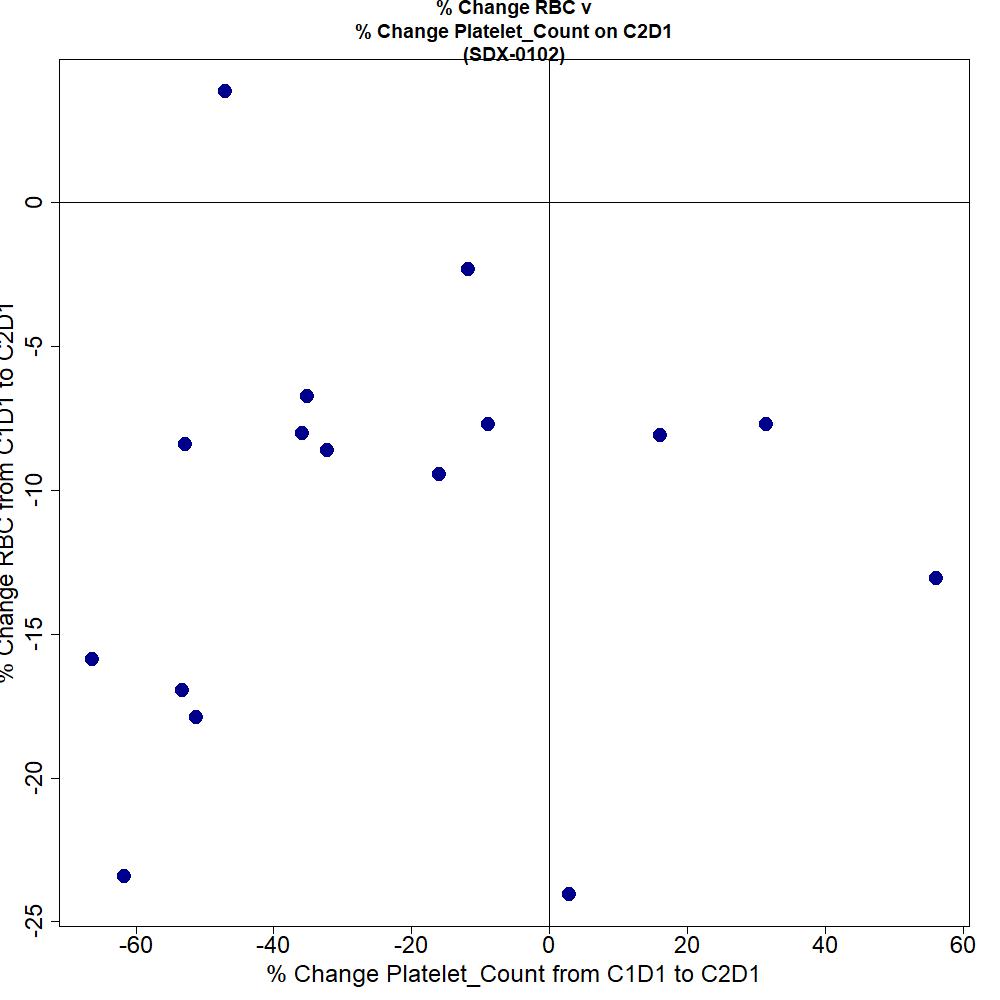 % Change RBC v
% Change Platelet_Count on C2D1
(SDX-0102)
% Change RBC from C1D1 to C2D1
0
-5
-10
-15
-20
-25
-60
-40
-20
0
20
40
60
% Change Platelet_Count from C1D1 to C2D1